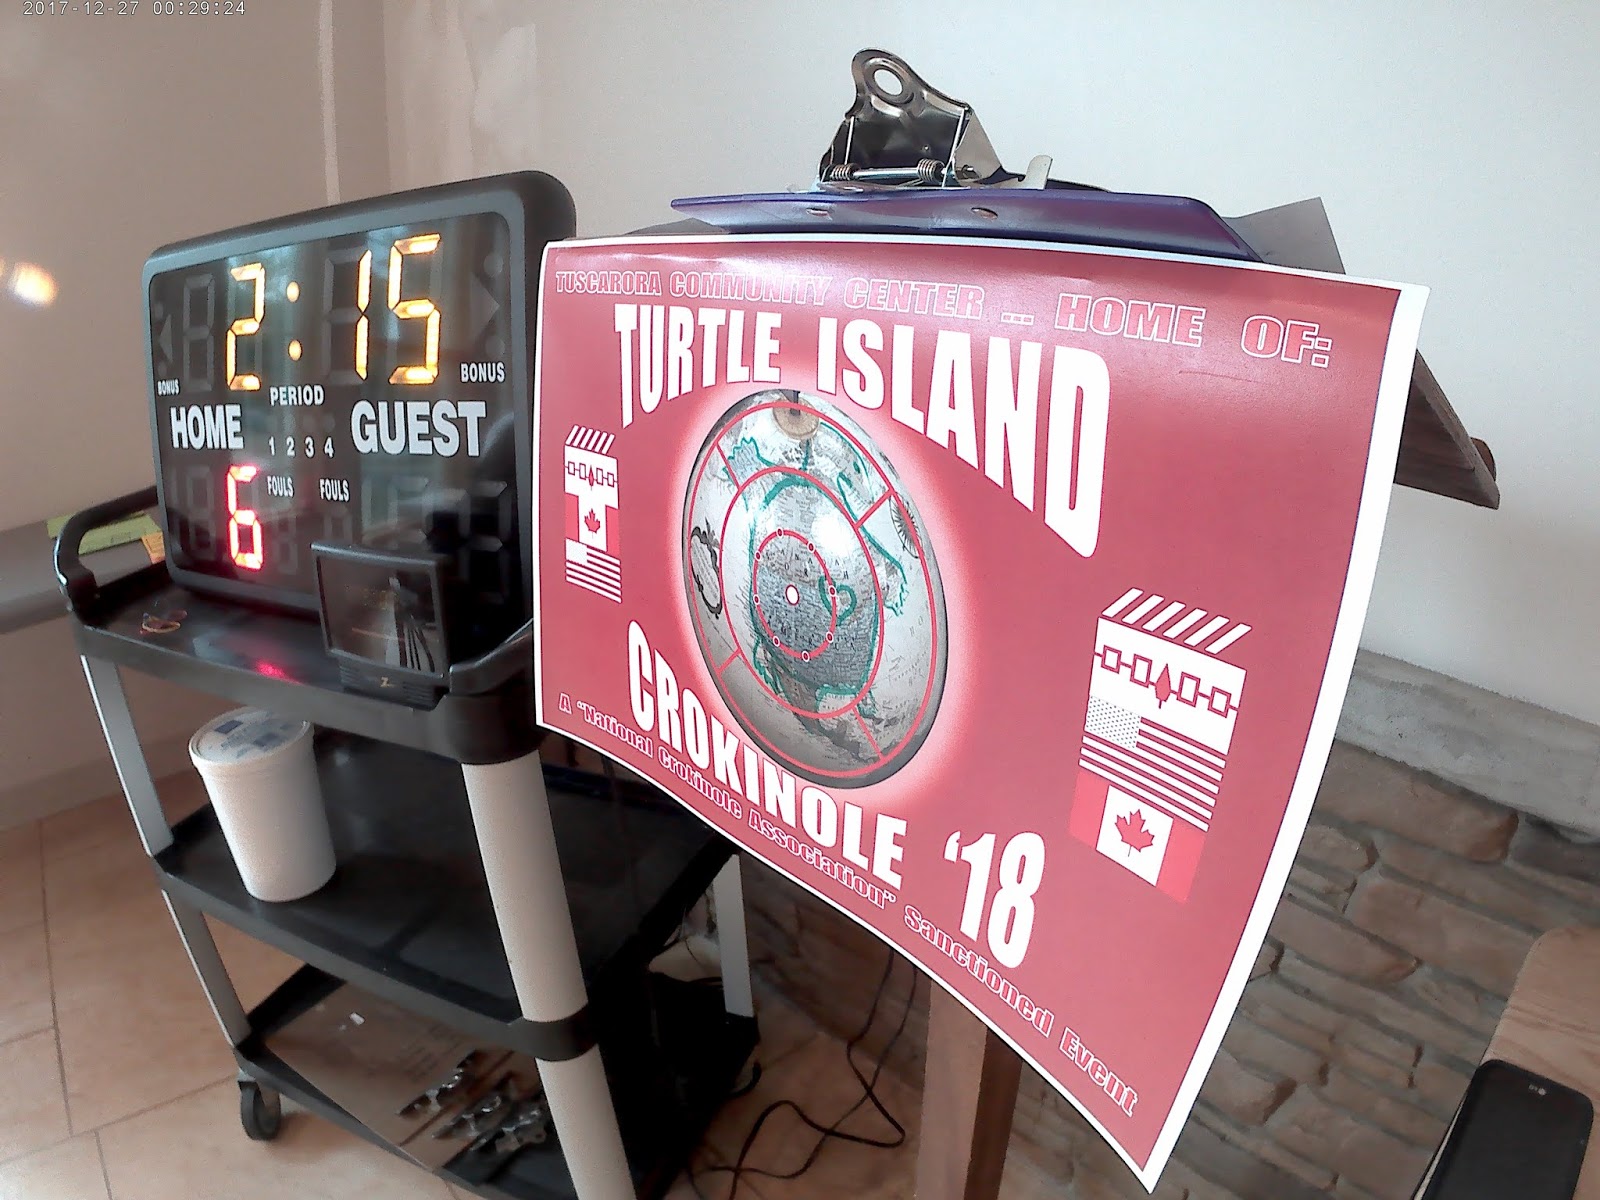 2017-12-27 00:29:24
2:15
BONUS
PERIOD
BONUS
HOME
1 2 3 4
GUEST
6
FOULS
FOULS
TUSCARORA COMMUNITY CENTER ... HOME OF:
TURTLE ISLAND
CROKINOLE '18
A "National Crokinole Association" Sanctioned Event